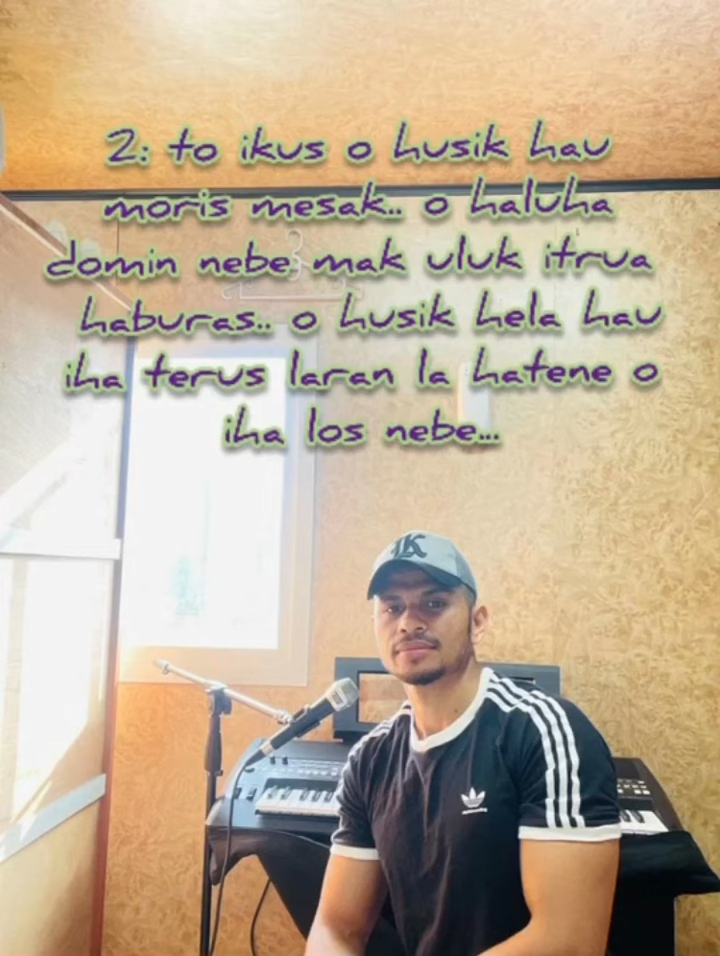 2: to ikus o husik hau
moris mesak.. o haluha
domin nebe mak uluk itrua
haburas.. o husik hela hau
iha terus laran la hatene o
iha los nebe...